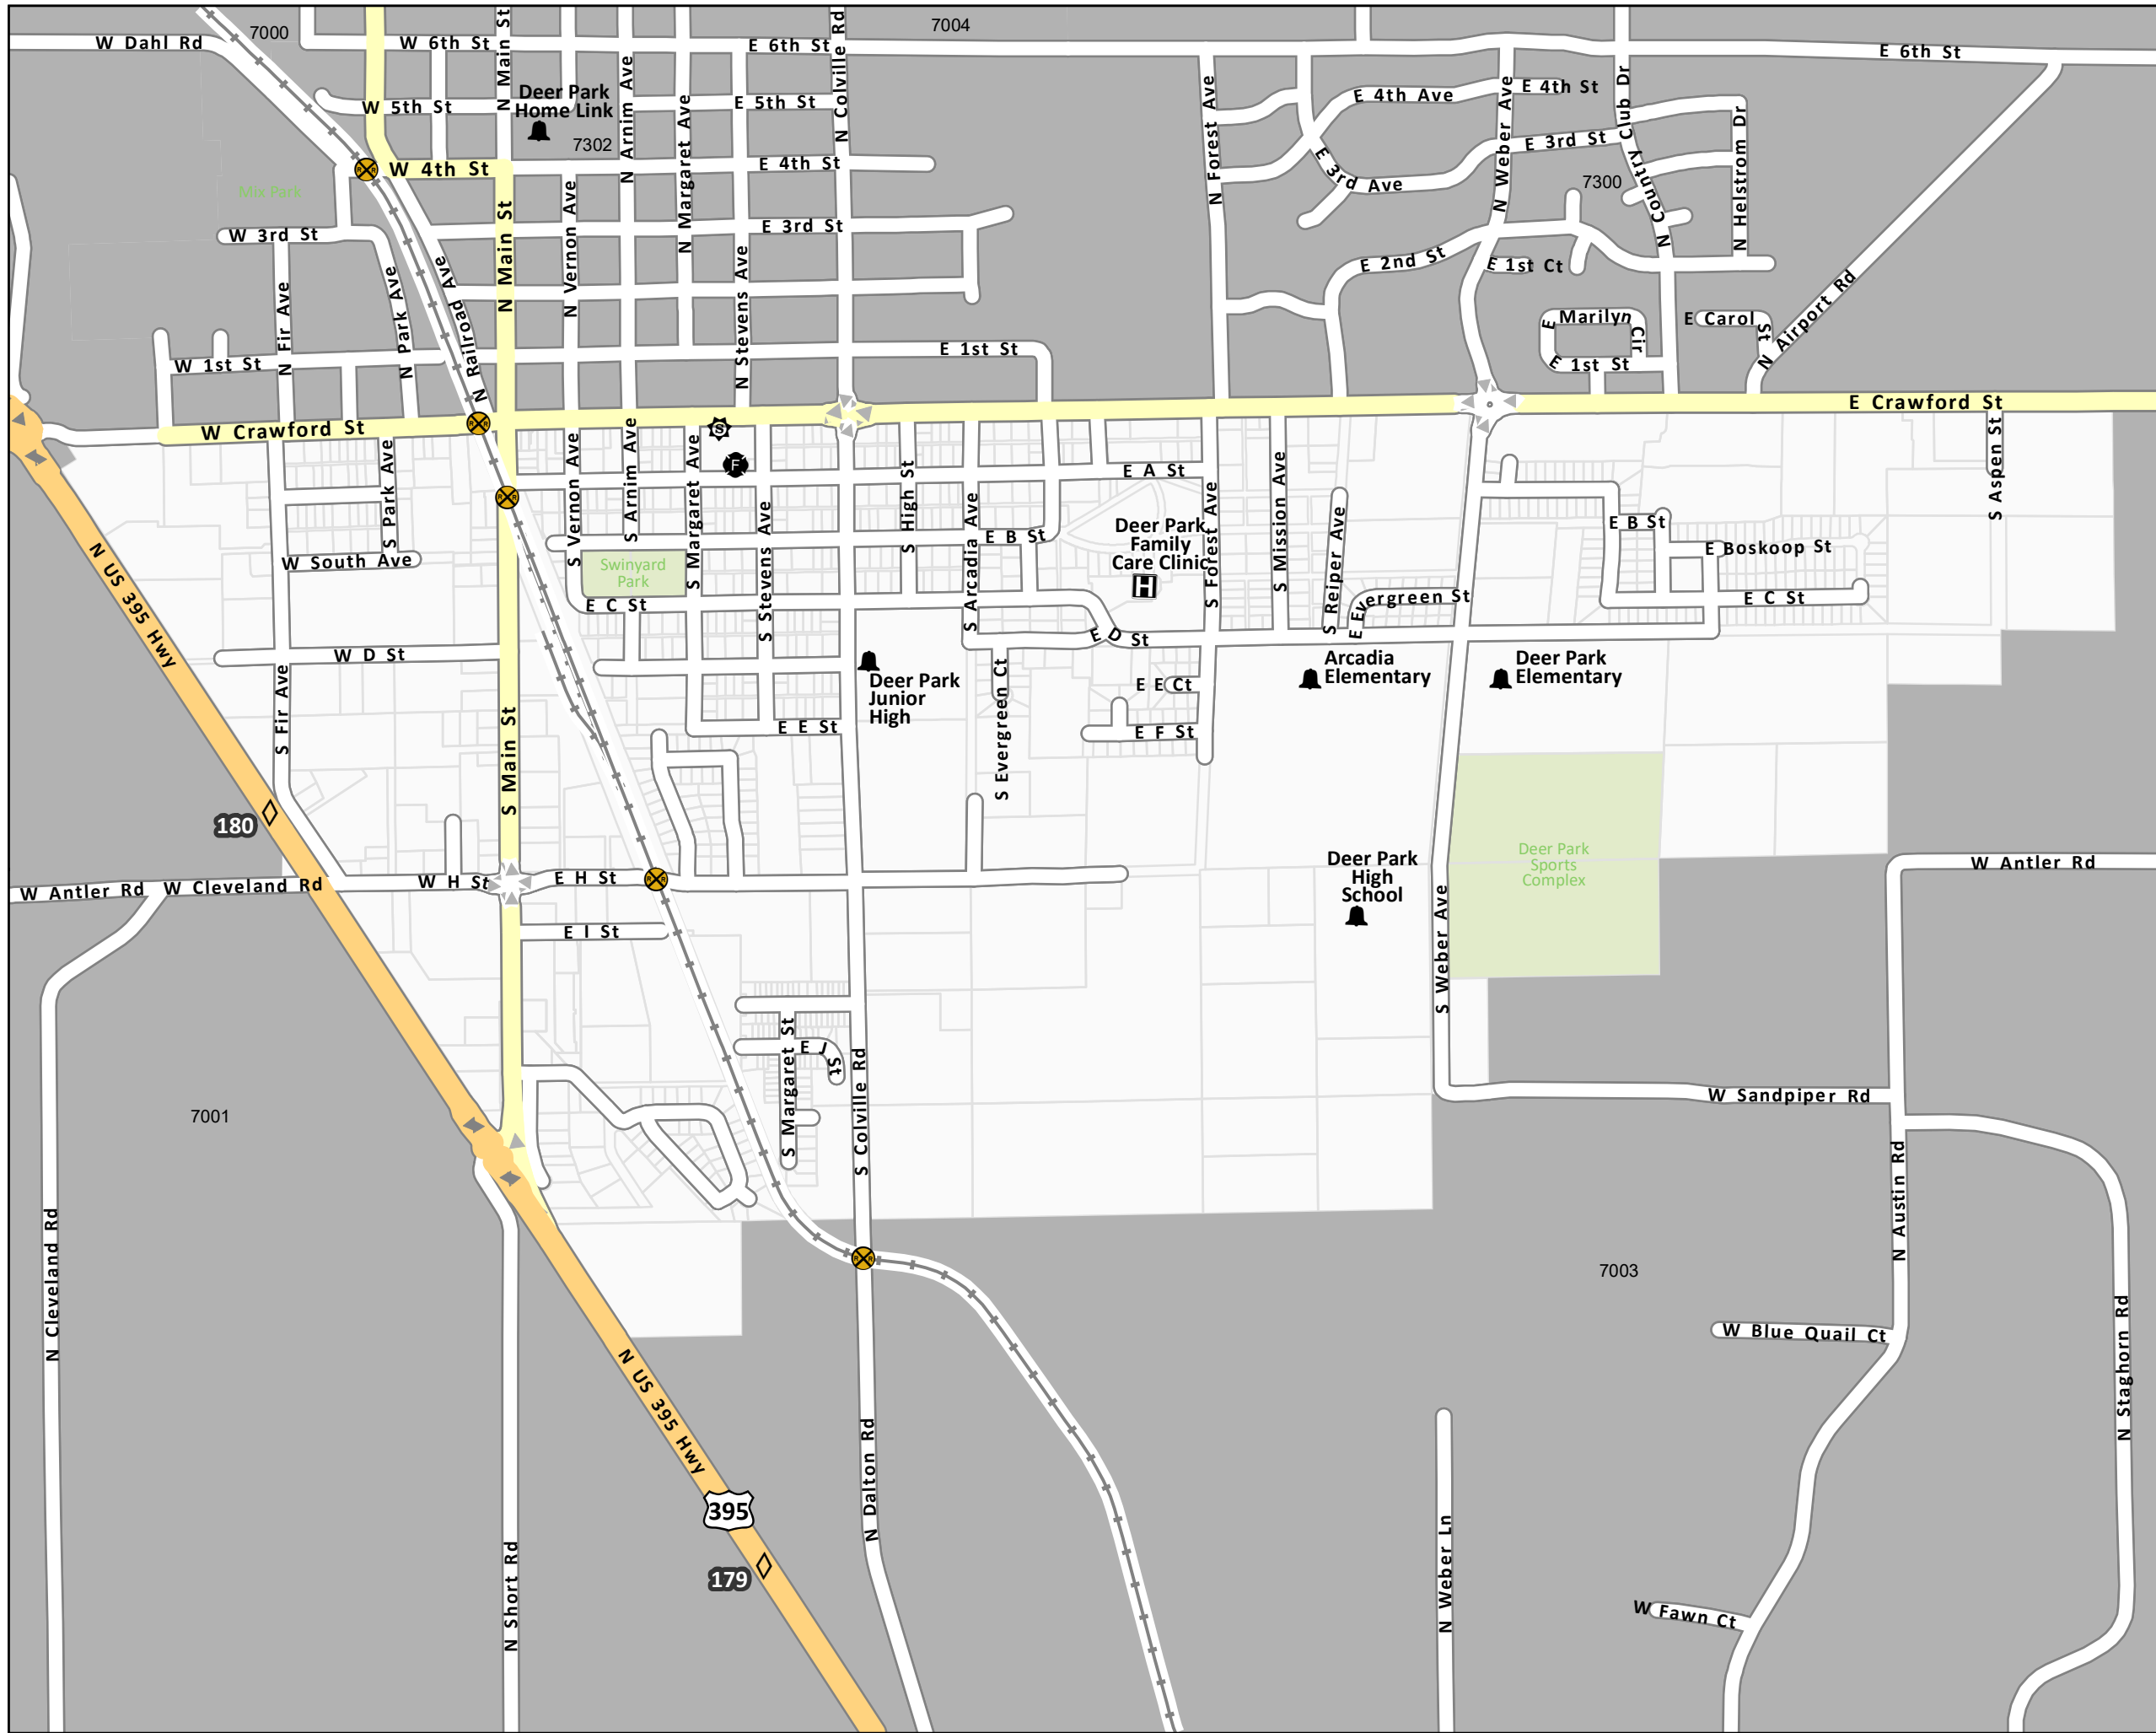 7000
7004
W Dahl Rd
W 6th St
N Main St
E 6th St
N Colville Rd
E 6th St
W 5th St
Deer Park
Home Link
7302
N Arnim Ave
N Margaret Ave
E 5th St
N Forest Ave
E 4th Ave
E 4th St
N Weber Ave
N Country Club Dr
E 3rd St
N Helstrom Dr
W 4th St
E 4th St
E 3rd Ave
7300
Mix Park
W 3rd St
N Main St
N Vernon Ave
E 3rd St
N Stevens Ave
E 2nd St
E 1st Ct
N Fir Ave
N Park Ave
N Railroad Ave
E Marilyn Cir
E Carol St
N Airport Rd
W 1st St
E 1st St
E 1st St
W Crawford St
E Crawford St
S
F
S Park Ave
S Vernon Ave
S Arnim Ave
S Margaret Ave
S Stevens Ave
S High St
S Arcadia Ave
E A St
S Forest Ave
S Mission Ave
S Reiper Ave
S Aspen St
E B St
Deer Park
Family
Care Clinic
H
E B St
E Boskoop St
W South Ave
Swinyard
Park
E C St
E Evergreen St
E C St
N US 395 Hwy
W D St
E D St
S Fir Ave
S Main St
Deer Park
Junior
High
S Evergreen Ct
E E Ct
Arcadia
Elementary
Deer Park
Elementary
E E St
E F St
180
Deer Park
High
School
Deer Park
Sports
Complex
W Antler Rd
W Cleveland Rd
W H St
E H St
W Antler Rd
E I St
S Weber Ave
S Margaret St
E J St
S Colville Rd
7001
W Sandpiper Rd
N Austin Rd
N Cleveland Rd
7003
W Blue Quail Ct
N Staghorn Rd
N US 395 Hwy
395
N Dalton Rd
179
N Short Rd
N Weber Ln
W Fawn Ct